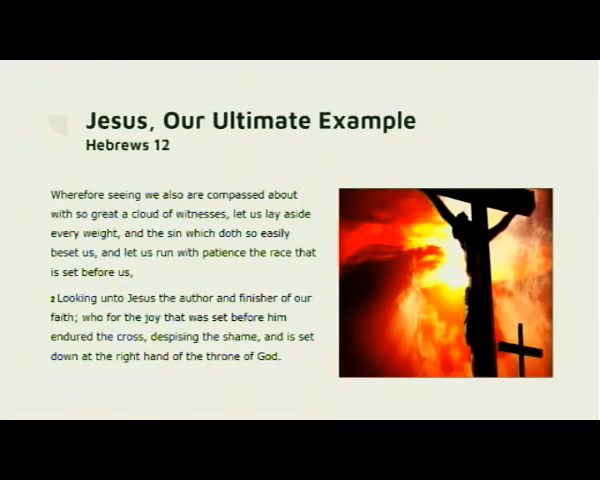 Jesus, Our Ultimate Example
Hebrews 12
Wherefore seeing we also are compassed about
with so great a cloud of witnesses, let us lay aside
every weight, and the sin which doth so easily
beset us, and let us run with patience the race that
is set before us,
2 Looking unto Jesus the author and finisher of our
faith; who for the joy that was set before him
endured the cross, despising the shame, and is set
down at the right hand of the throne of God.